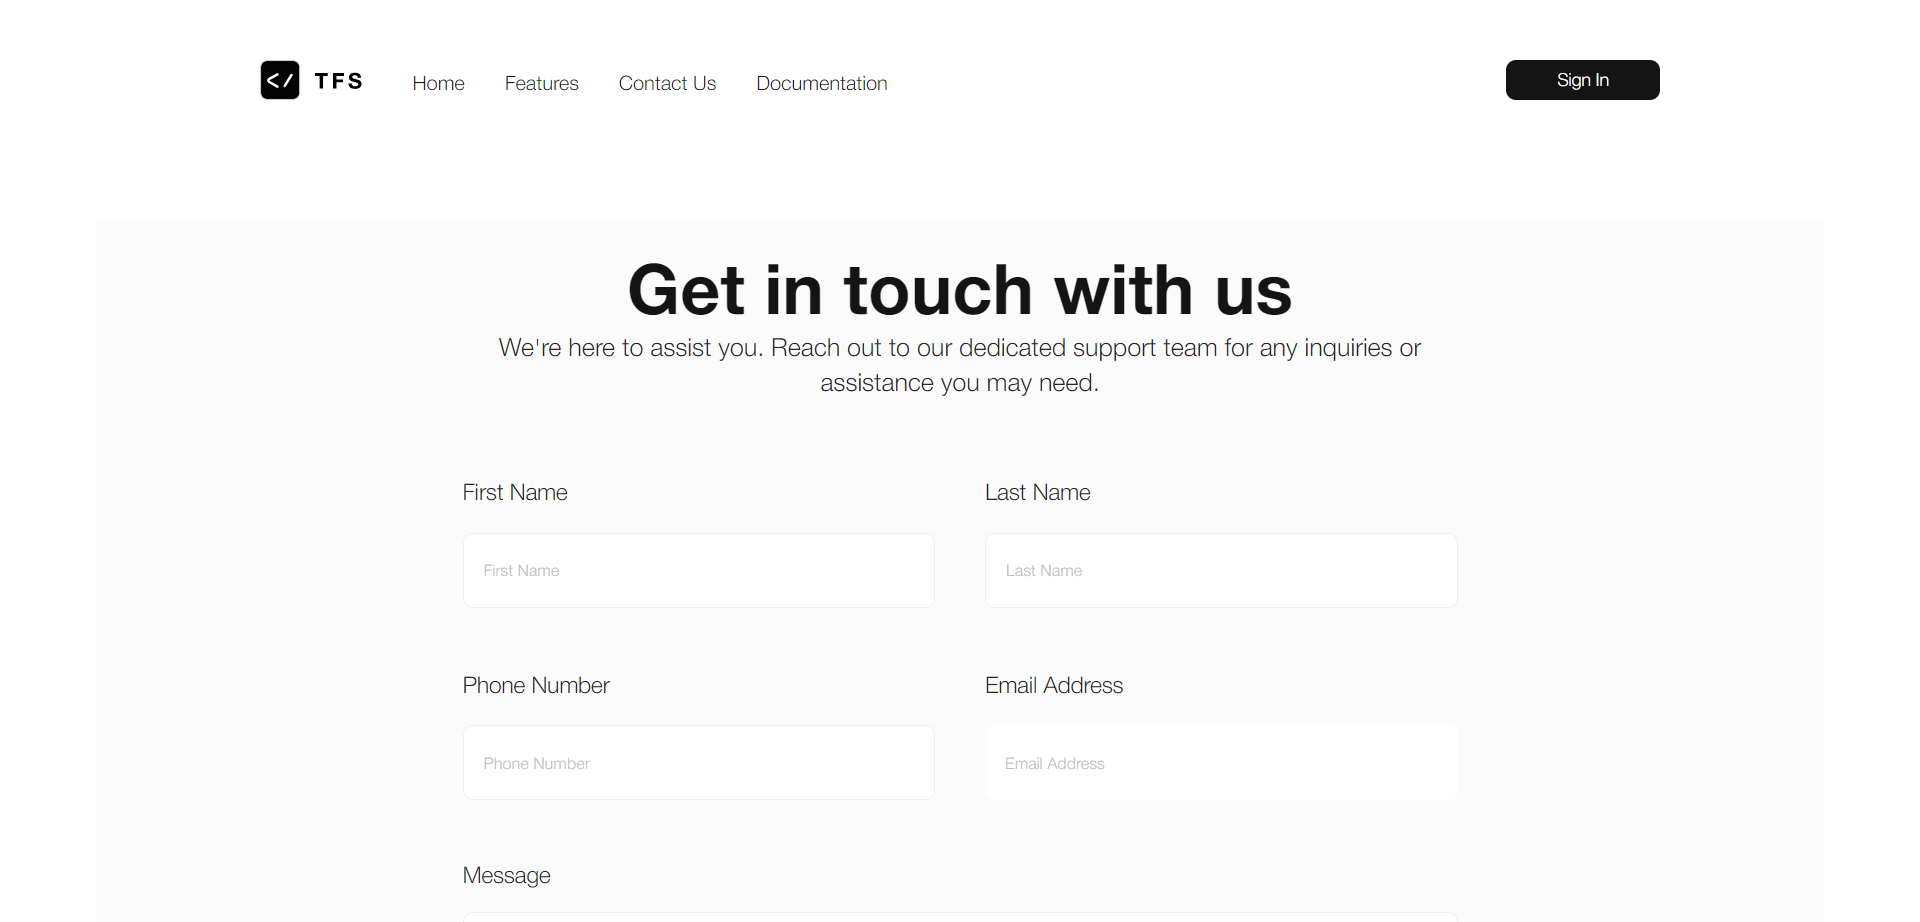 </ TFS Home Features Contact Us Documentation Sign In
Get in touch with us
We're here to assist you. Reach out to our dedicated support team for any inquiries or
assistance you may need.
First Name Last Name
First Name Last Name
Phone Number Email Address
Phone Number Email Address
Message